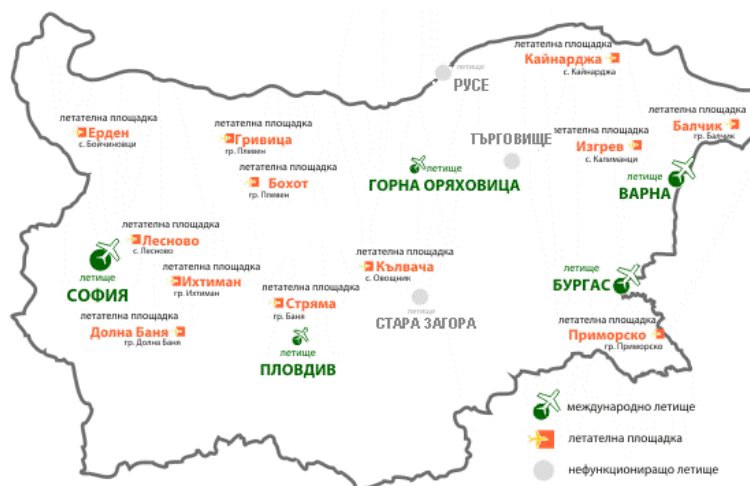 летателна площадка
Кайнарджа
с. Кайнарджа
летище
РУСЕ
летателна площадка
Ерден
с. Бойчиновци
летателна площадка
Гривица
гр. Плевен
летателна площадка
Бохот
гр. Плевен
летище
ГОРНА ОРЯХОВИЦА
ТЪРГОВИЩЕ
летателна площадка
Изгрев
с. Калиманци
летателна площадка
Балчик
гр. Балчик
летище
ВАРНА
летателна площадка
Лесново
с. Лесново
летище
СОФИЯ
летателна площадка
Ихтиман
гр. Ихтиман
летателна площадка
Долна Баня
гр. Долна Баня
летателна площадка
Стряма
гр. Баня
летище
ПЛОВДИВ
летателна площадка
Кълвача
с. Овощник
летище
СТАРА ЗАГОРА
летище
БУРГАС
летателна площадка
Приморско
гр. Приморско
международно летище
летателна площадка
нефункциониращо летище